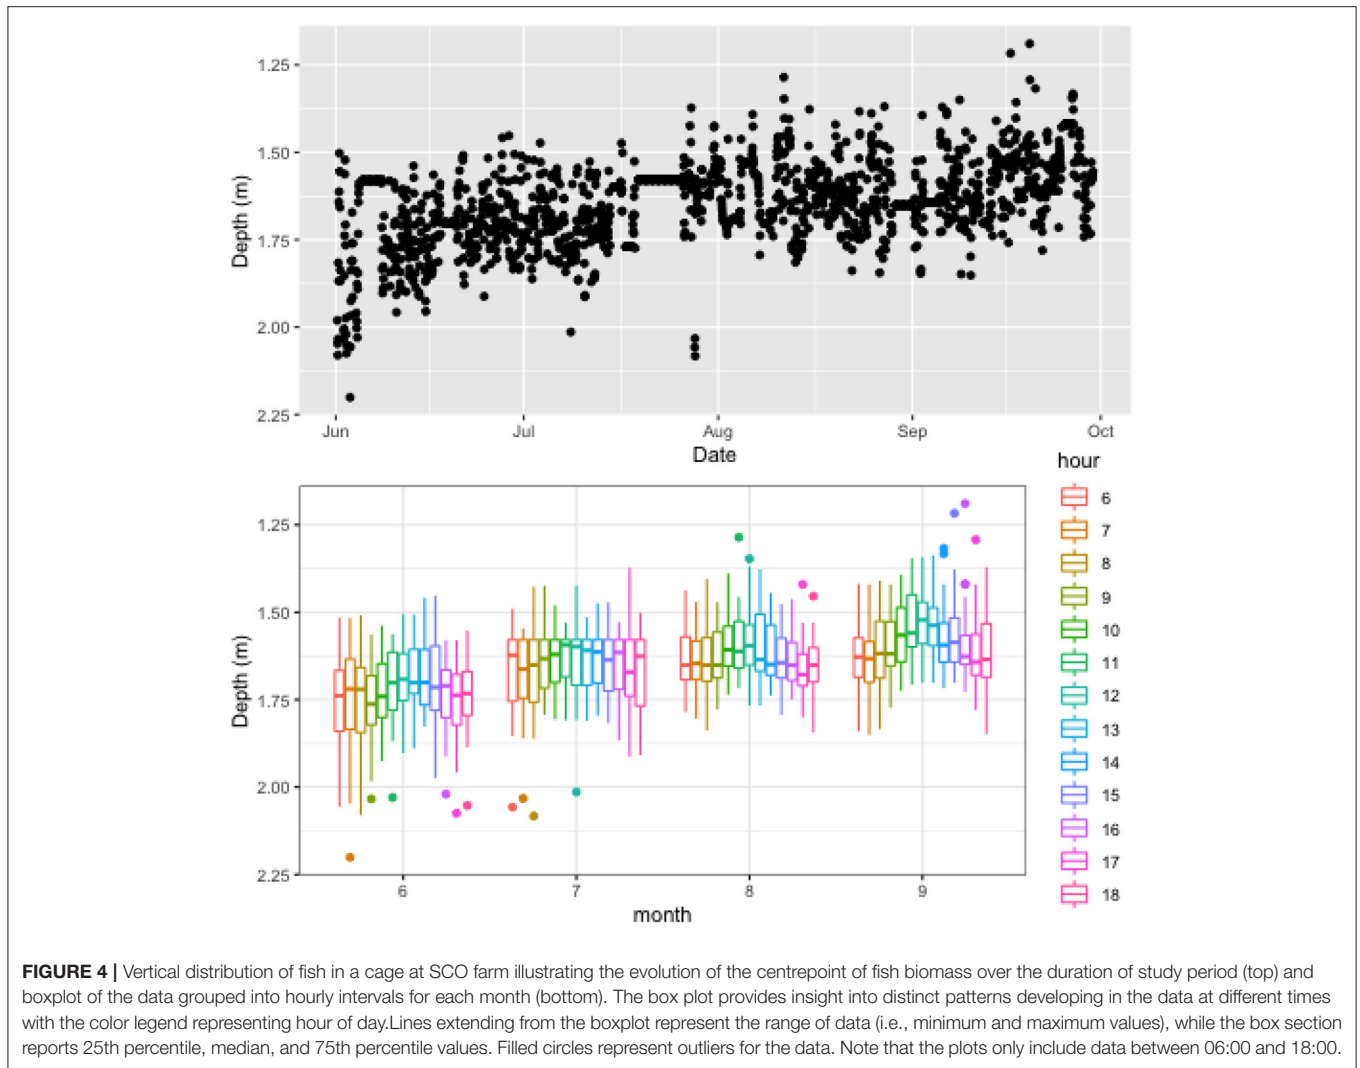 1.25
1.50
1.75
2.00
2.25
Depth (m)
Jun Jul Aug Sep Oct
Date
hour
6
7
8
9
10
11
12
13
14
15
16
17
18
1.25
1.50
1.75
2.00
2.25
Depth (m)
6 7 8 9
month
FIGURE 4 | Vertical distribution of fish in a cage at SCO farm illustrating the evolution of the centrepoint of fish biomass over the duration of study period (top) and
boxplot of the data grouped into hourly intervals for each month (bottom). The box plot provides insight into distinct patterns developing in the data at different times
with the color legend representing hour of day.Lines extending from the boxplot represent the range of data (i.e., minimum and maximum values), while the box section
reports 25th percentile, median, and 75th percentile values. Filled circles represent outliers for the data. Note that the plots only include data between 06:00 and 18:00.